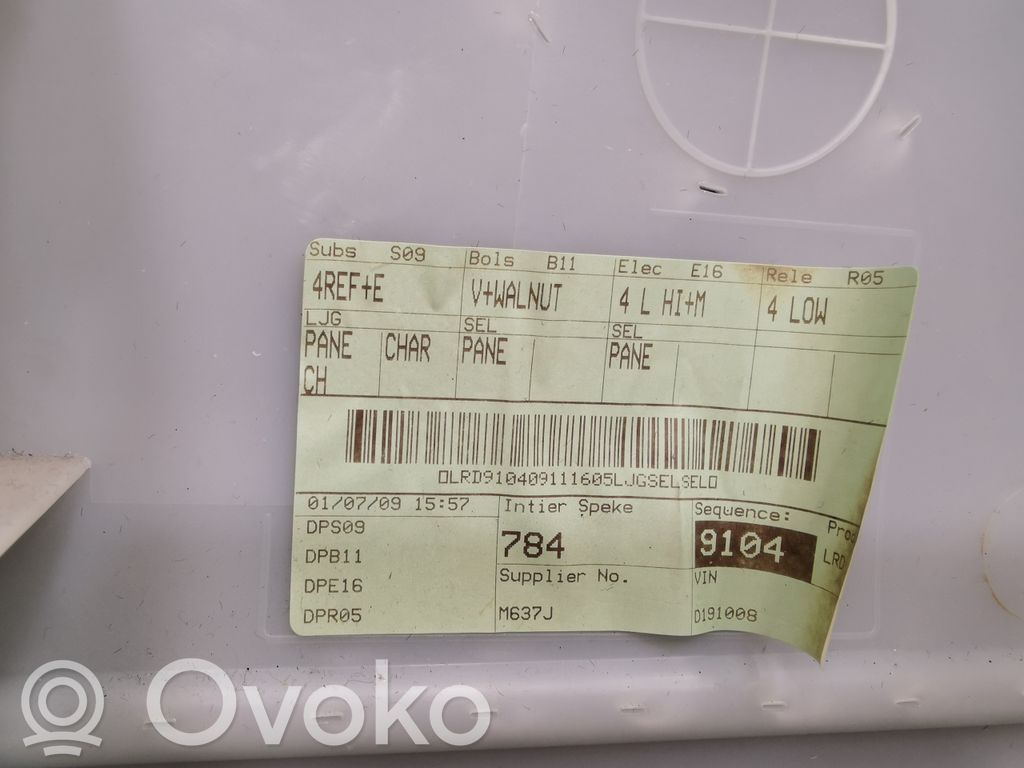 Subs S09 Bols B11 Elec E16 Rele R05
4REF+E V+WALNUT 4 L HI+M 4 LOW
LJG SEL SEL
PANE CHAR PANE PANE
CH
▯LRD910409111605LJGSELSEL▯
01/07/09 15:57 Intier Speke Sequence:
DPS09 784 9104 LRD
DPB11
DPE16 Supplier No. VIN
DPR05 M637J D191008
Ovoko